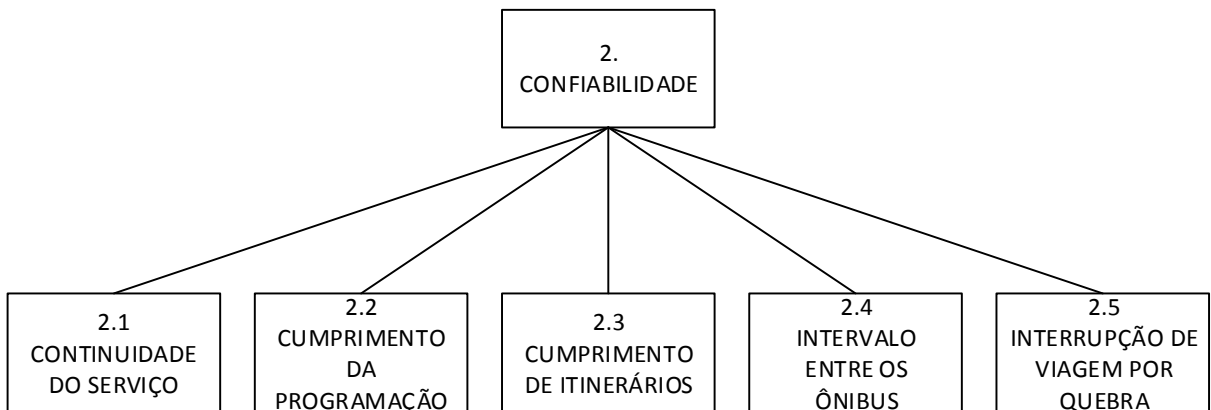 2.
CONFIABILIDADE
2.1
CONTINUIDADE
DO SERVIÇO
2.2
CUMPRIMENTO
DA
PROGRAMAÇÃO
2.3
CUMPRIMENTO
DE ITINERÁRIOS
2.4
INTERVALO
ENTRE OS
ÔNIBUS
2.5
INTERRUPÇÃO DE
VIAGEM POR
QUEBRA